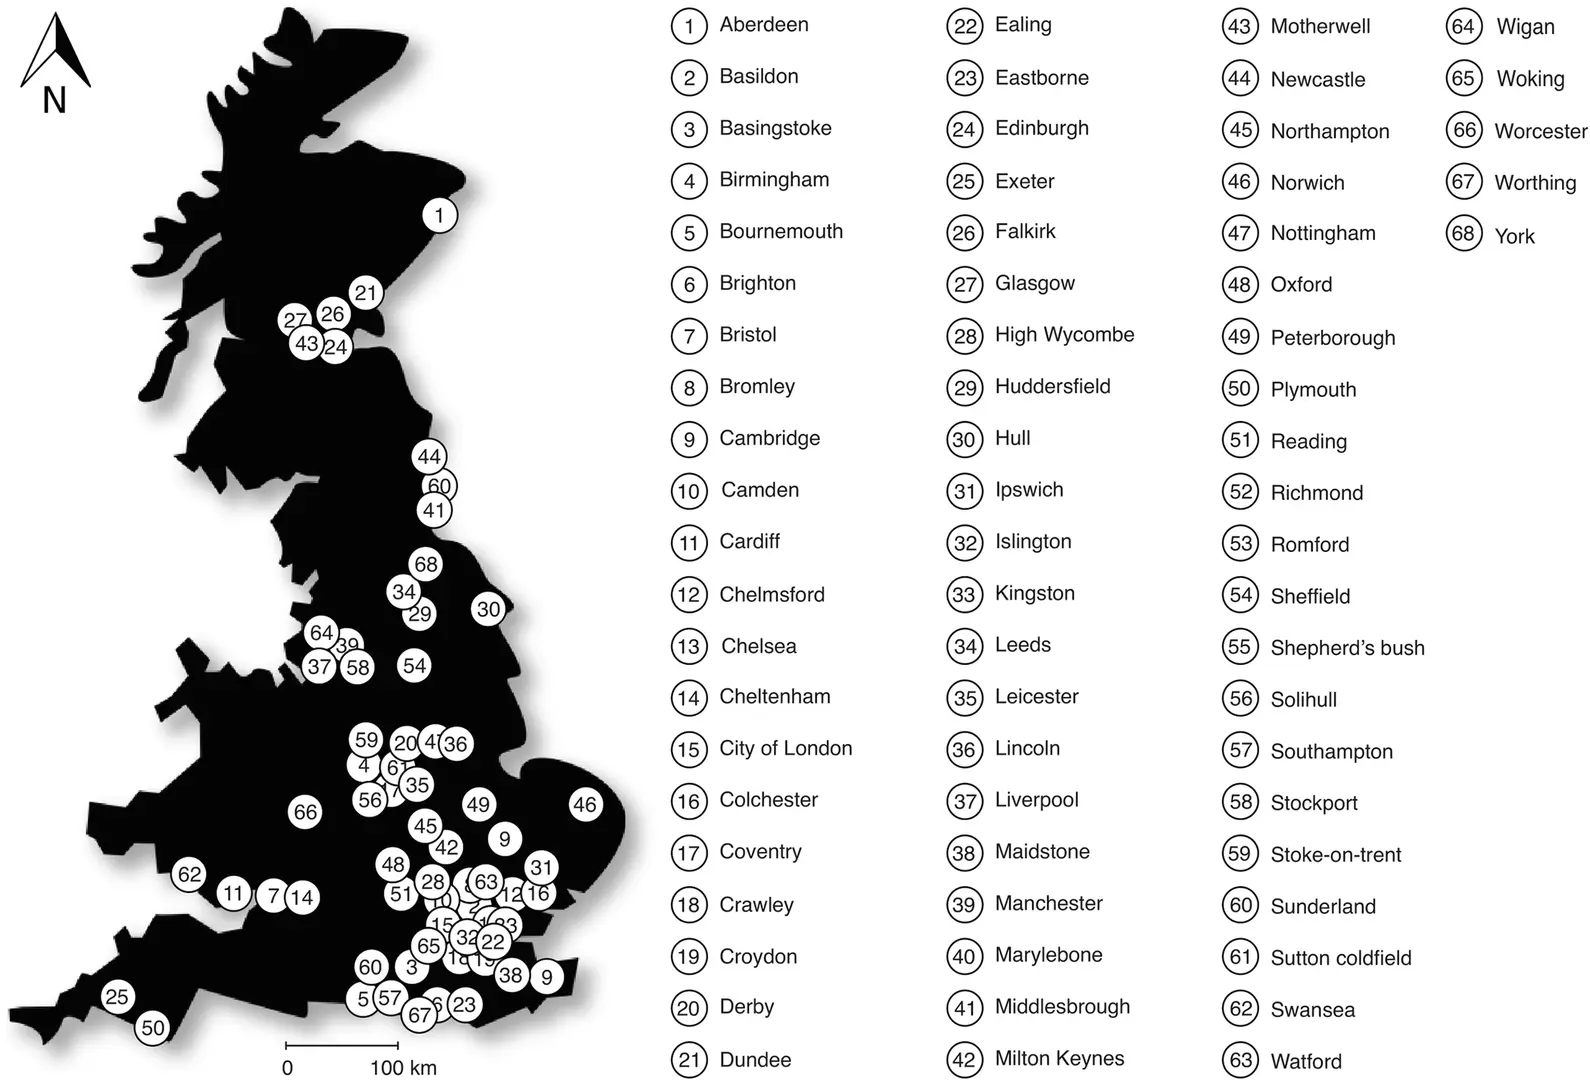 N
1
21
27
26
43
24
44
60
41
68
34
29
30
64
39
37
58
54
59
20
47
36
4
61
35
56
7
66
49
46
45
9
42
48
31
62
28
63
11
7
14
51
12
16
15
32
22
65
18
19
60
3
38
9
25
5
57
6
23
67
50
0
100 km
1 Aberdeen
2 Basildon
3 Basingstoke
4 Birmingham
5 Bournemouth
6 Brighton
7 Bristol
8 Bromley
9 Cambridge
10 Camden
11 Cardiff
12 Chelmsford
13 Chelsea
14 Cheltenham
15 City of London
16 Colchester
17 Coventry
18 Crawley
19 Croydon
20 Derby
21 Dundee
22 Ealing
23 Eastborne
24 Edinburgh
25 Exeter
26 Falkirk
27 Glasgow
28 High Wycombe
29 Huddersfield
30 Hull
31 Ipswich
32 Islington
33 Kingston
34 Leeds
35 Leicester
36 Lincoln
37 Liverpool
38 Maidstone
39 Manchester
40 Marylebone
41 Middlesbrough
42 Milton Keynes
43 Motherwell
44 Newcastle
45 Northampton
46 Norwich
47 Nottingham
48 Oxford
49 Peterborough
50 Plymouth
51 Reading
52 Richmond
53 Romford
54 Sheffield
55 Shepherd's bush
56 Solihull
57 Southampton
58 Stockport
59 Stoke-on-trent
60 Sunderland
61 Sutton coldfield
62 Swansea
63 Watford
64 Wigan
65 Woking
66 Worcester
67 Worthing
68 York